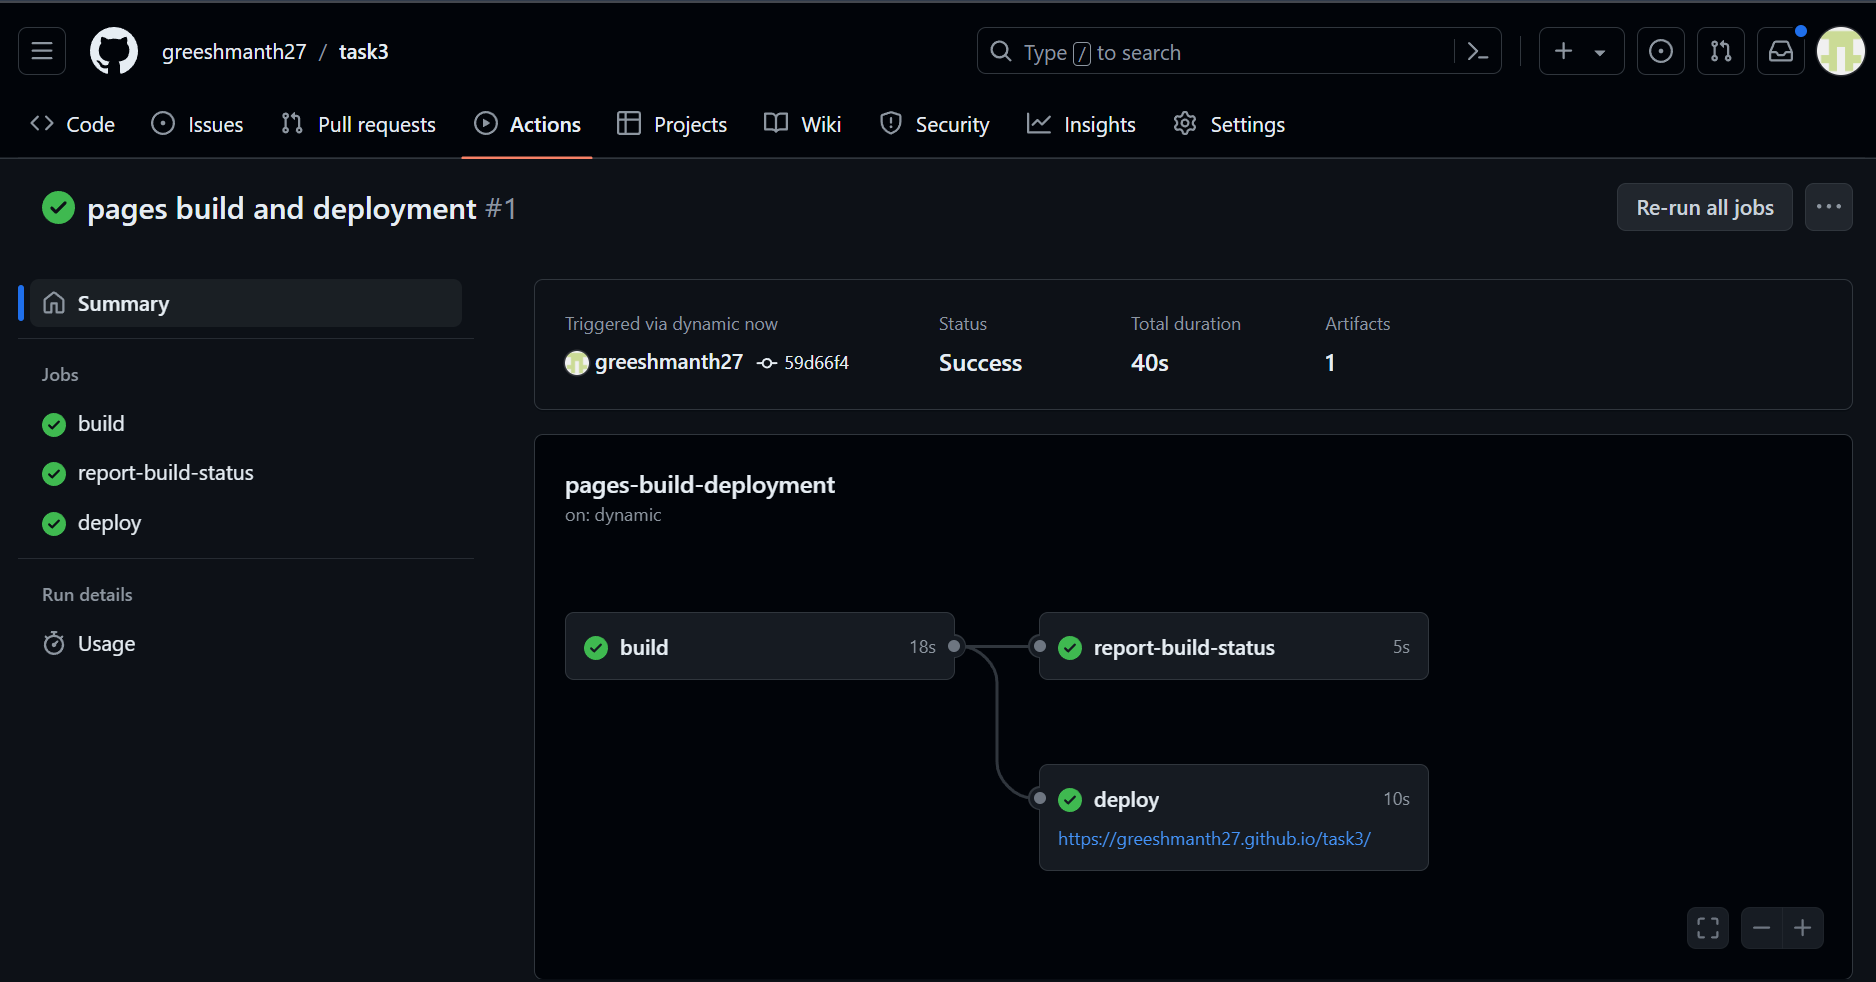 greeshmanth27 / task3
Type / to search
Code Issues Pull requests Actions Projects Wiki Security Insights Settings
pages build and deployment #1
Re-run all jobs
Summary
Jobs
build
report-build-status
deploy
Run details
Usage
Triggered via dynamic now
greeshmanth27 59d66f4
Status
Success
Total duration
40s
Artifacts
1
pages-build-deployment
on: dynamic
build 18s
report-build-status 5s
deploy 10s
https://greeshmanth27.github.io/task3/